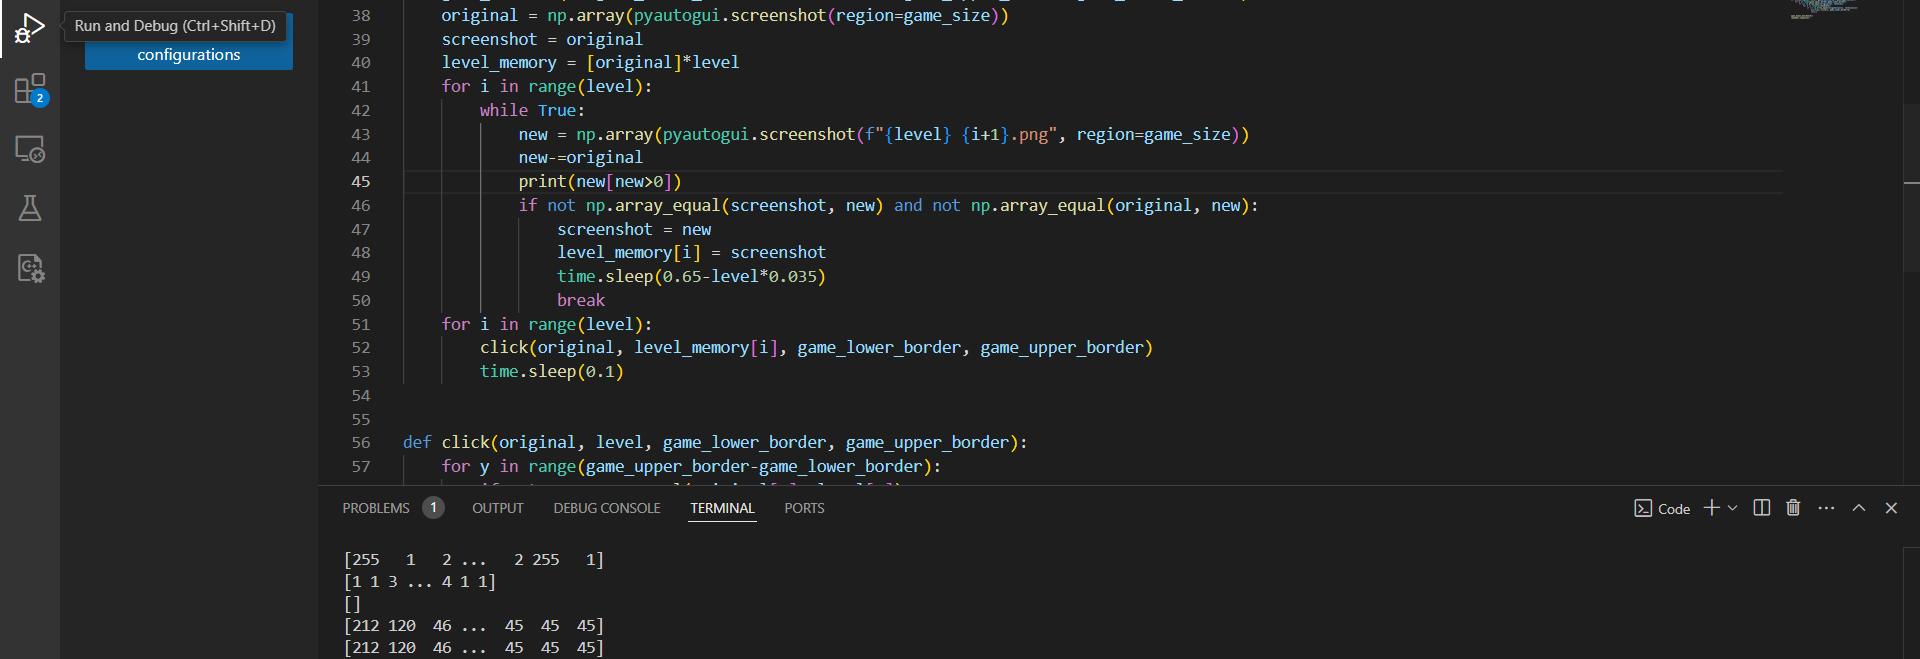 Run and Debug (Ctrl+Shift+D)
configurations
2
38 original = np.array(pyautogui.screenshot(region=game_size))
39 screenshot = original
40 level_memory = [original]*level
41 for i in range(level):
42 while True:
43 new = np.array(pyautogui.screenshot(f"{level} {i+1}.png", region=game_size))
44 new-=original
45 print(new[new>0])
46 if not np.array_equal(screenshot, new) and not np.array_equal(original, new):
47 screenshot = new
48 level_memory[i] = screenshot
49 time.sleep(0.65-level*0.035)
50 break
51 for i in range(level):
52 click(original, level_memory[i], game_lower_border, game_upper_border)
53 time.sleep(0.1)
54
55
56 def click(original, level, game_lower_border, game_upper_border):
57 for y in range(game_upper_border-game_lower_border):
PROBLEMS 1 OUTPUT DEBUG CONSOLE TERMINAL PORTS Code
[255 1 2 ... 2 255 1]
[1 1 3 ... 4 1 1]
[]
[212 120 46 ... 45 45 45]
[212 120 46 ... 45 45 45]